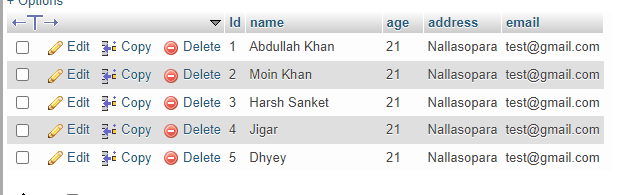 + Options
Id name age address email
Edit Copy Delete 1 Abdullah Khan 21 Nallasopara test@gmail.com
Edit Copy Delete 2 Moin Khan 21 Nallasopara test@gmail.com
Edit Copy Delete 3 Harsh Sanket 21 Nallasopara test@gmail.com
Edit Copy Delete 4 Jigar 21 Nallasopara test@gmail.com
Edit Copy Delete 5 Dhyey 21 Nallasopara test@gmail.com